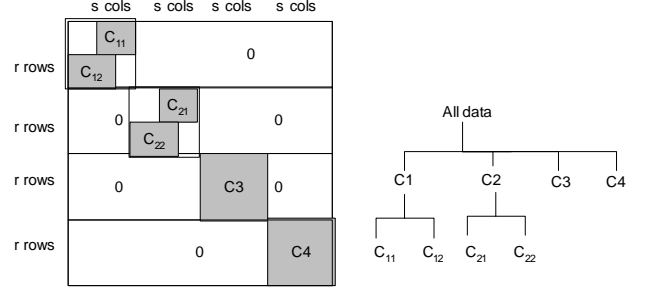 s cols s cols s cols s cols
C11
0
r rows
C12
C21
0
0
r rows
C22
r rows
0
C3
0
r rows
0
C4
All data
C1 C2 C3 C4
C11 C12 C21 C22